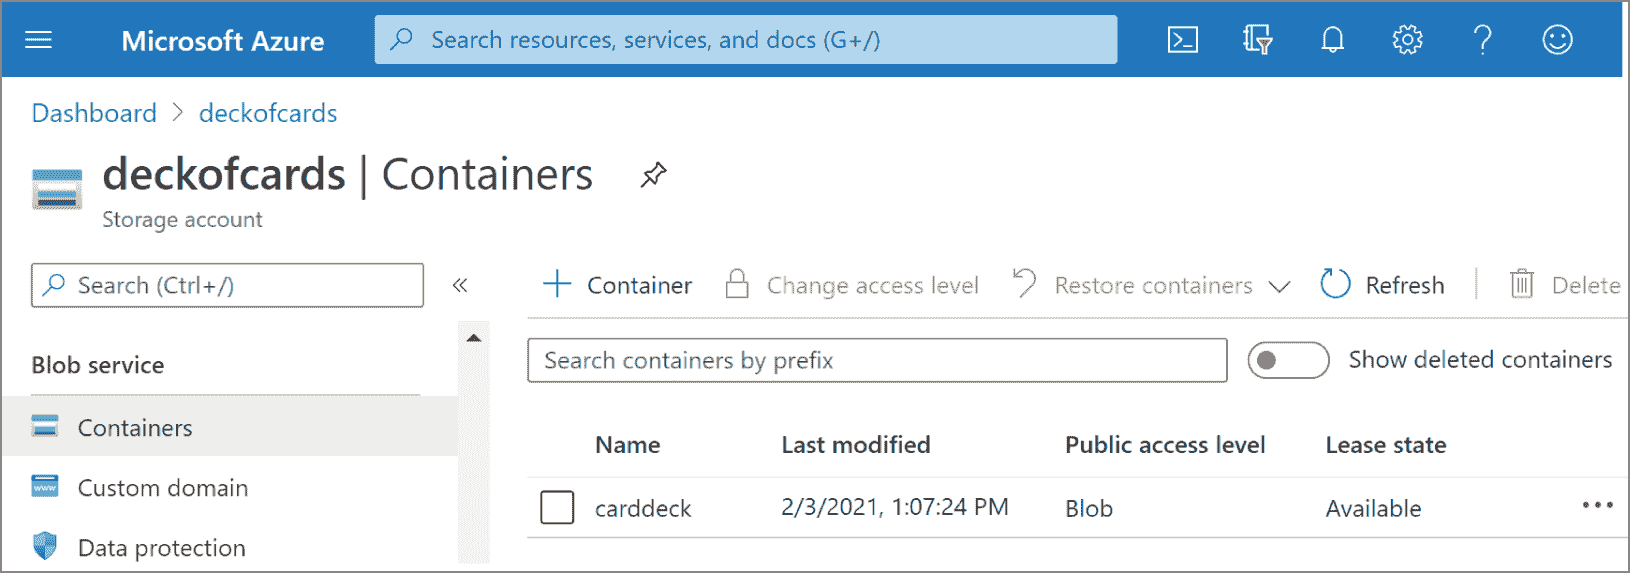 Microsoft Azure
Search resources, services, and docs (G+/)
Dashboard > deckofcards
deckofcards | Containers
Storage account
Search (Ctrl+/)
«
Container
Change access level
Restore containers
Refresh
Delete
Blob service
Containers
Custom domain
Data protection
Search containers by prefix
Show deleted containers
Name Last modified Public access level Lease state
carddeck 2/3/2021, 1:07:24 PM Blob Available ...
www